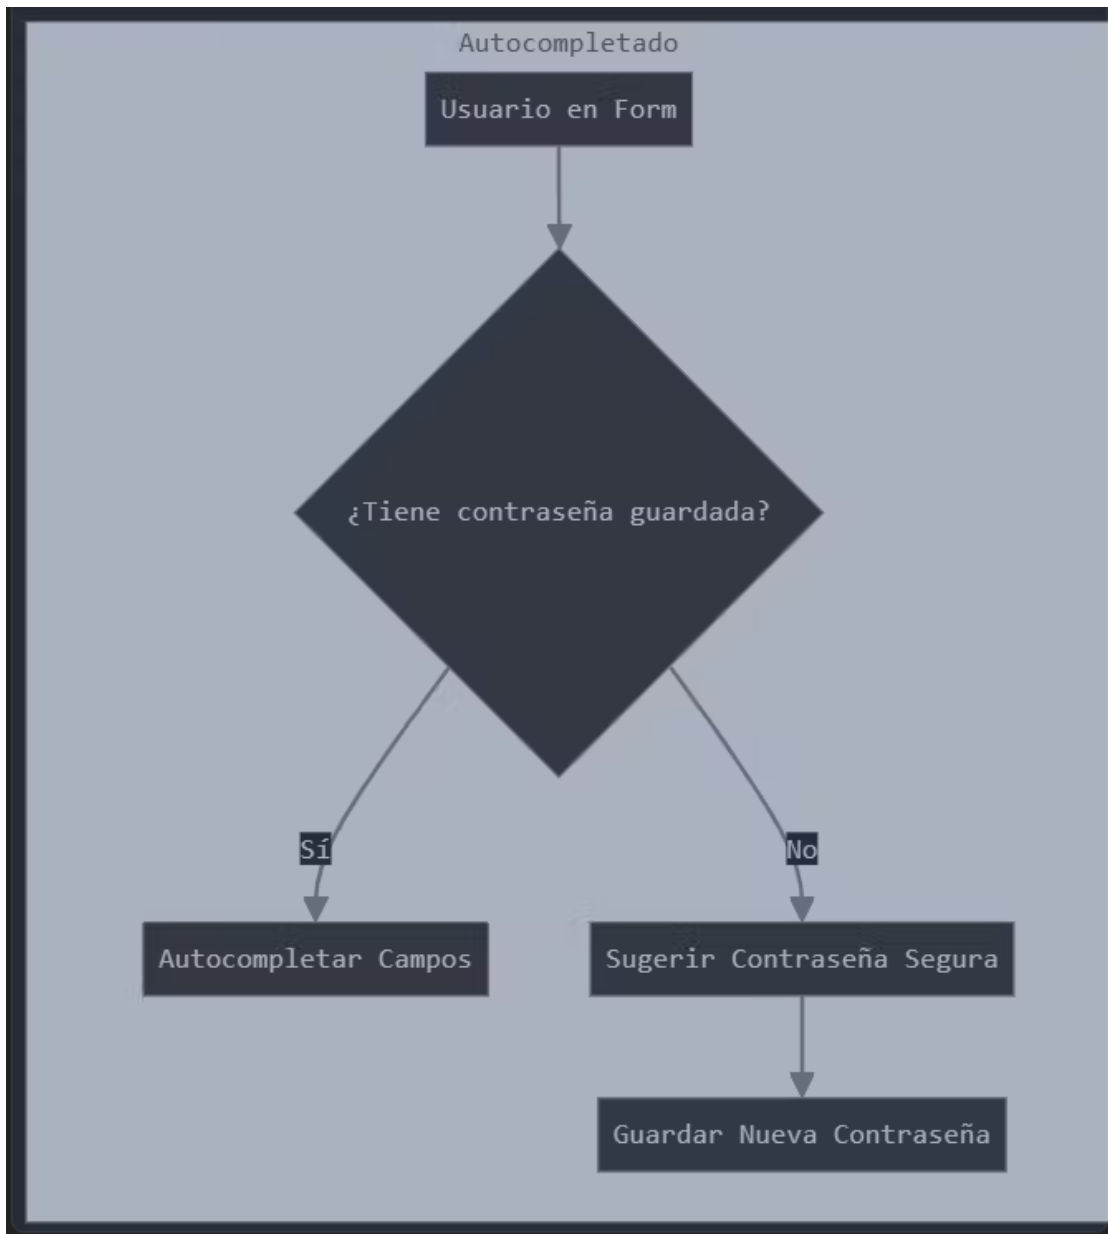 Autocompletado
Usuario en Form
¿Tiene contraseña guardada?
Sí
No
Autocompletar Campos
Sugerir Contraseña Segura
Guardar Nueva Contraseña